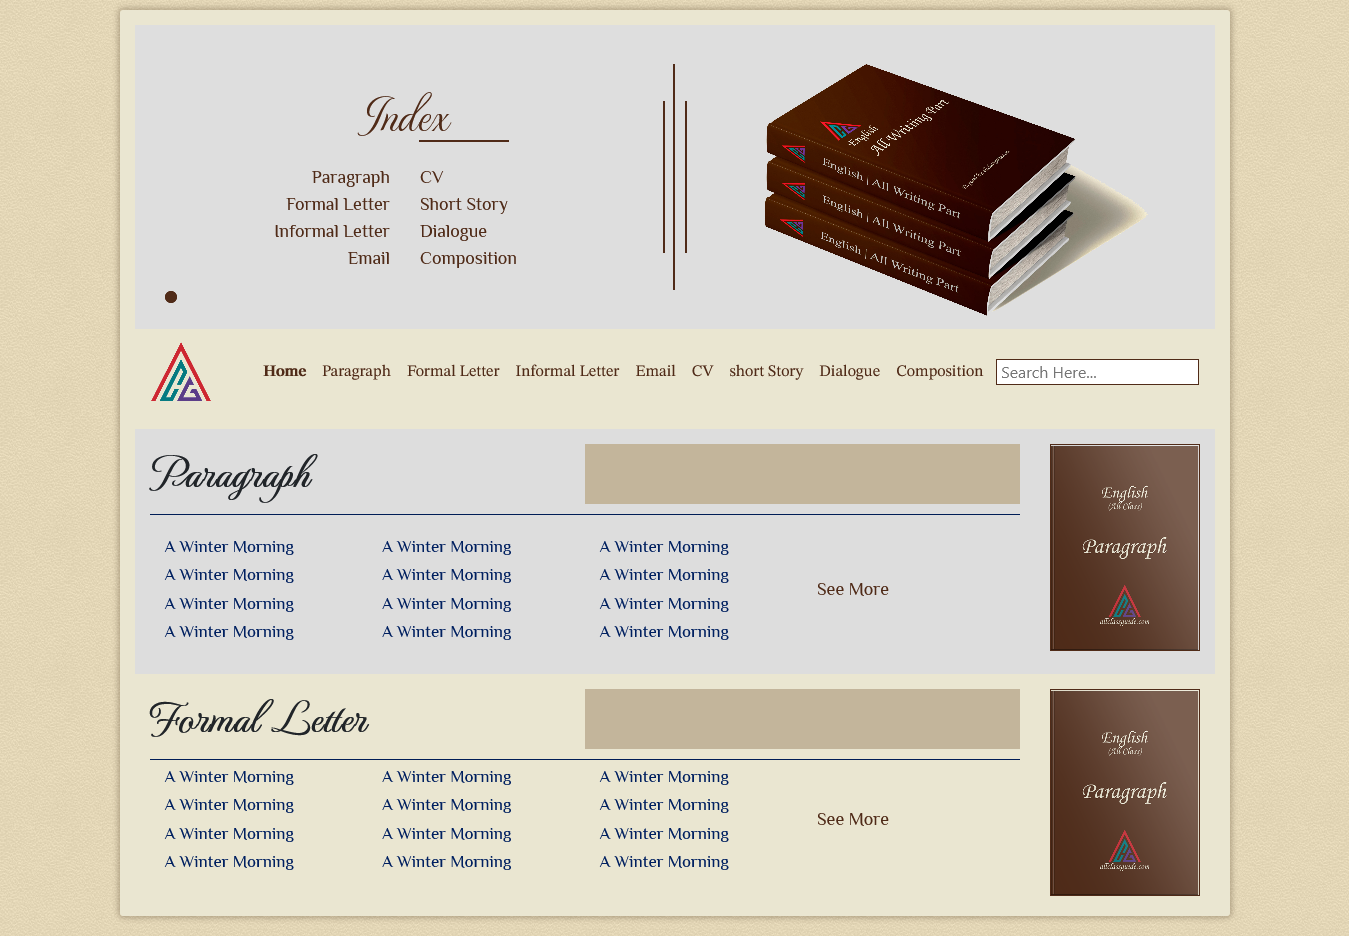 Index
Paragraph CV
Formal Letter Short Story
Informal Letter Dialogue
Email Composition
English
All Writing Part
English | All Writing Part
English | All Writing Part
English | All Writing Part
Home Paragraph Formal Letter Informal Letter Email CV short Story Dialogue Composition Search Here...
Paragraph
A Winter Morning A Winter Morning A Winter Morning
A Winter Morning A Winter Morning A Winter Morning
See More
A Winter Morning A Winter Morning A Winter Morning
A Winter Morning A Winter Morning A Winter Morning
English
(All Class)
Paragraph
allclassguide.com
Formal Letter
A Winter Morning A Winter Morning A Winter Morning
A Winter Morning A Winter Morning A Winter Morning
See More
A Winter Morning A Winter Morning A Winter Morning
A Winter Morning A Winter Morning A Winter Morning
English
(All Class)
Paragraph
allclassguide.com